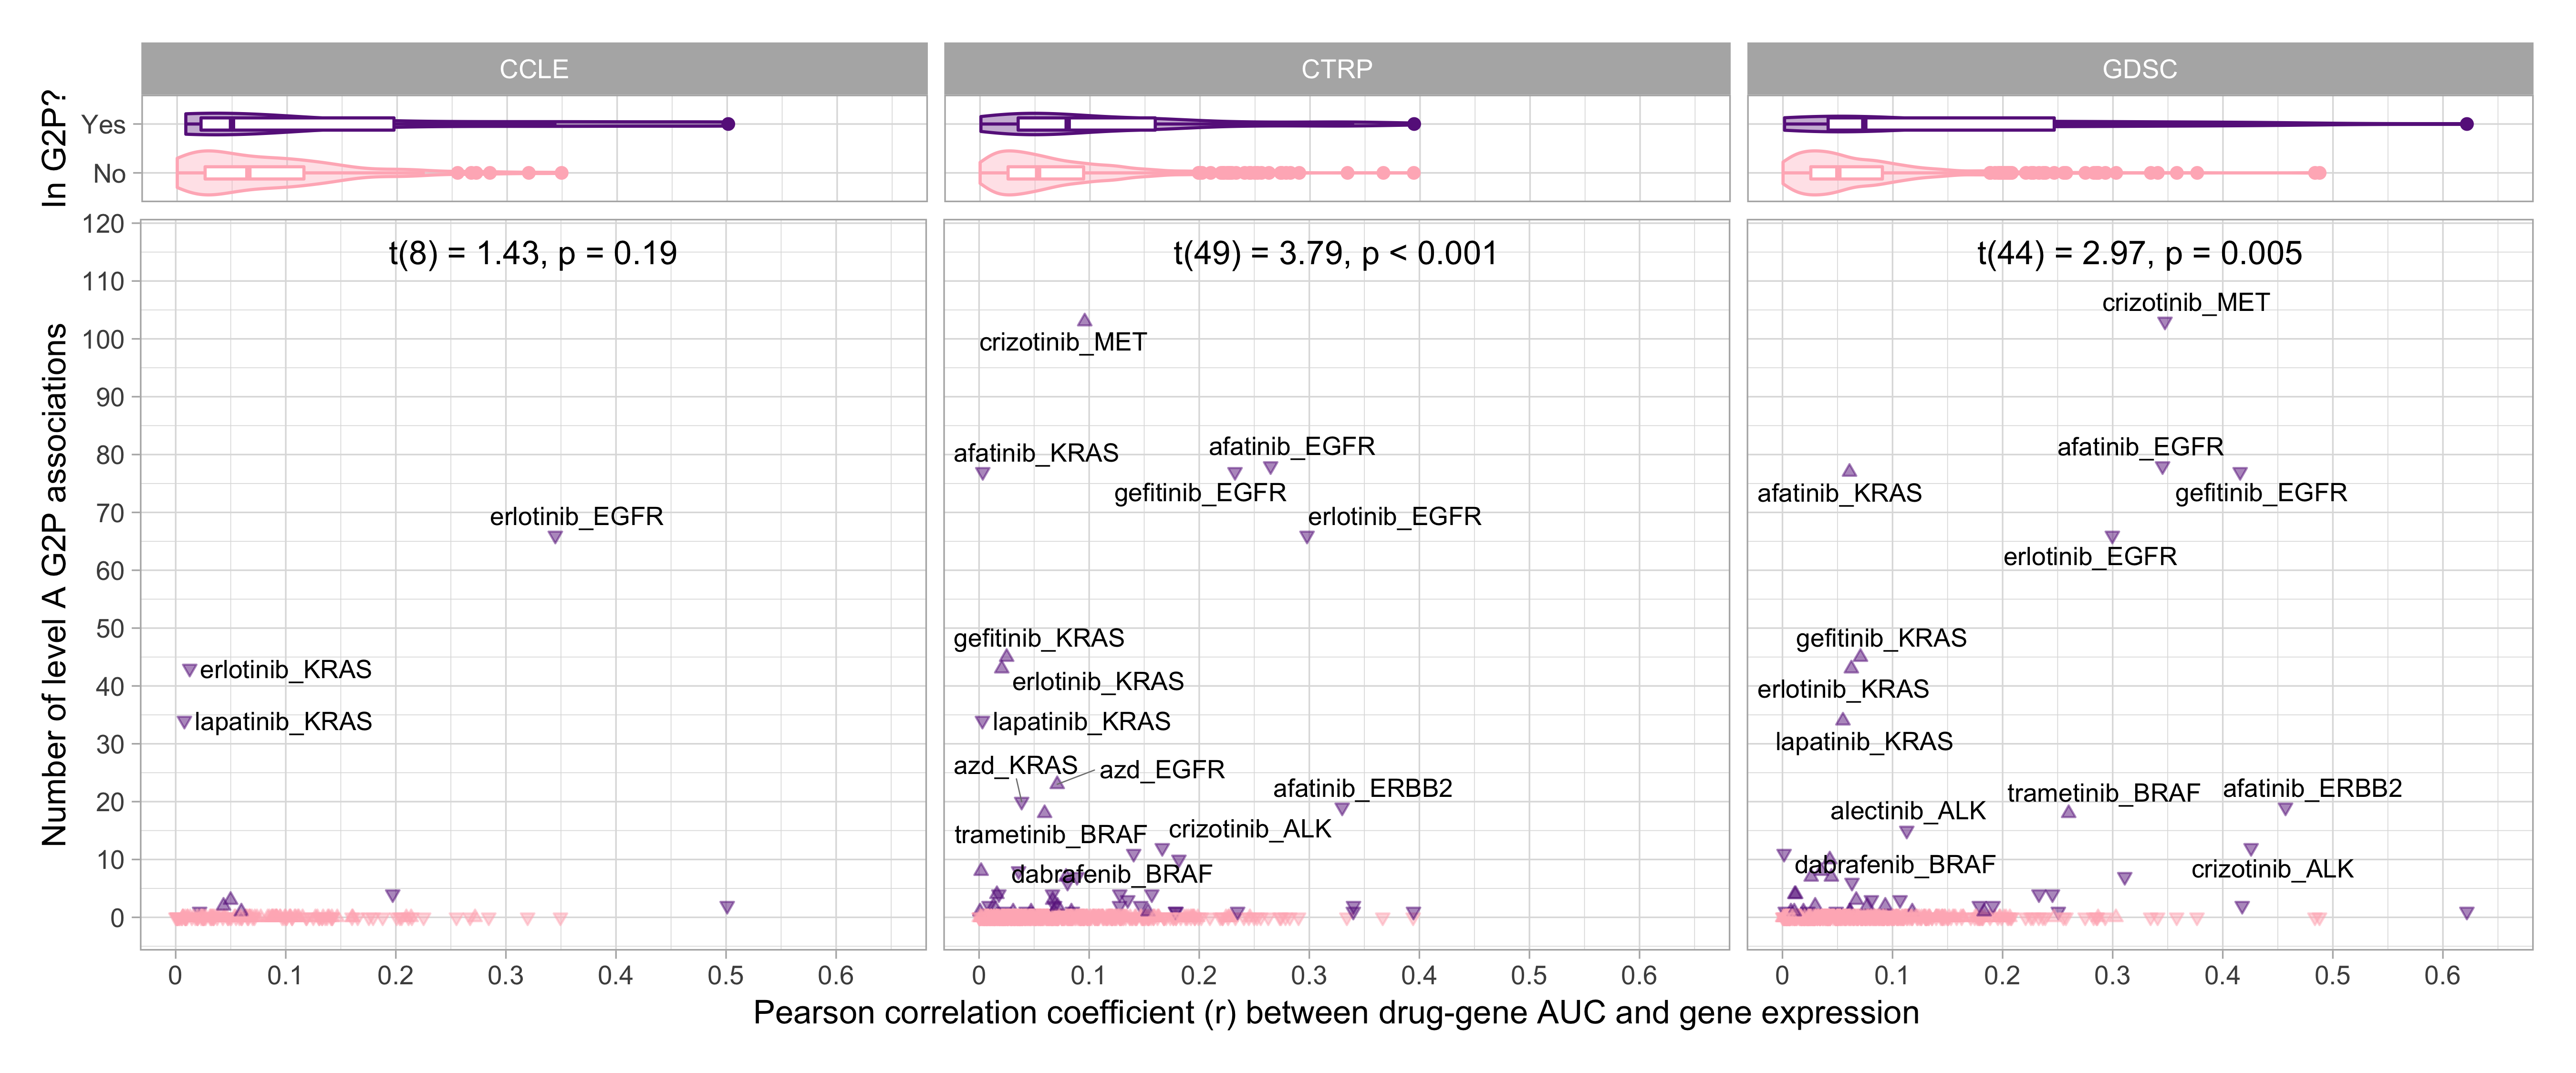 CCLE
CTRP
GDSC
In G2P?
Yes
No
Number of level A G2P associations
120
110
100
90
80
70
60
50
40
30
20
10
0
t(8) = 1.43, p = 0.19
erlotinib_EGFR
erlotinib_KRAS
lapatinib_KRAS
t(49) = 3.79, p < 0.001
crizotinib_MET
afatinib_KRAS
afatinib_EGFR
gefitinib_EGFR
erlotinib_EGFR
gefitinib_KRAS
erlotinib_KRAS
lapatinib_KRAS
azd_KRAS
azd_EGFR
afatinib_ERBB2
trametinib_BRAF
crizotinib_ALK
dabrafenib_BRAF
t(44) = 2.97, p = 0.005
crizotinib_MET
afatinib_EGFR
afatinib_KRAS
gefitinib_EGFR
erlotinib_EGFR
gefitinib_KRAS
erlotinib_KRAS
lapatinib_KRAS
trametinib_BRAF
afatinib_ERBB2
alectinib_ALK
dabrafenib_BRAF
crizotinib_ALK
0 0.1 0.2 0.3 0.4 0.5 0.6
0 0.1 0.2 0.3 0.4 0.5 0.6
0 0.1 0.2 0.3 0.4 0.5 0.6
Pearson correlation coefficient (r) between drug-gene AUC and gene expression